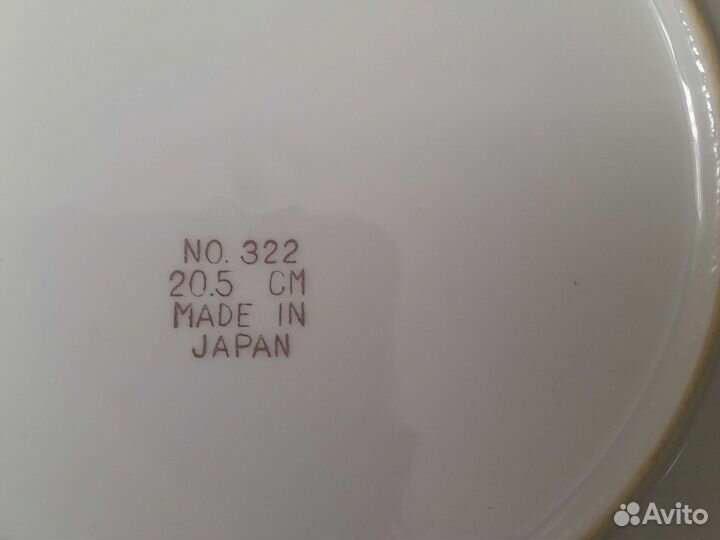 NO. 322
20.5 CM
MADE IN
JAPAN
Avito